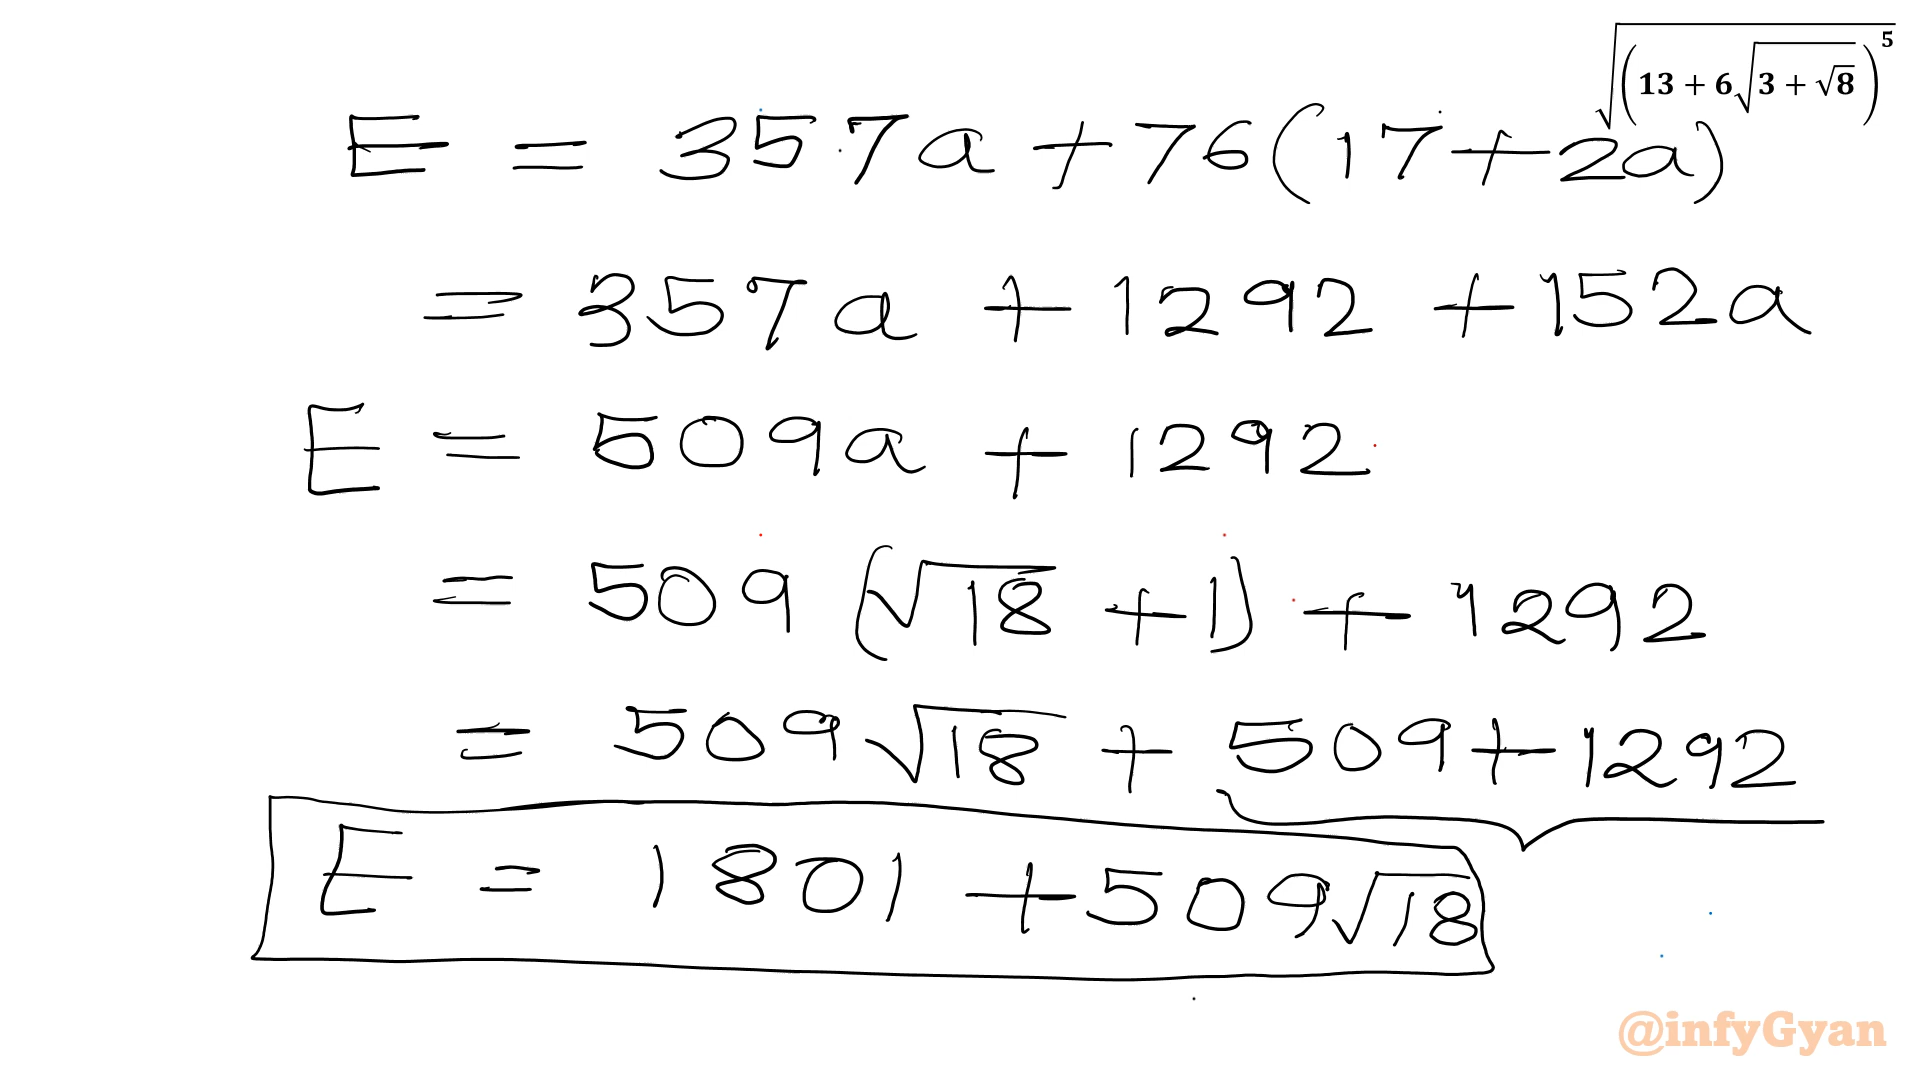 √((13 + 6√(3 + √8))^5)
E = 357a + 76(17 + 2a)
= 357a + 1292 + 152a
E = 509a + 1292
= 509(√18 + 1) + 1292
= 509√18 + 509 + 1292
E = 1801 + 509√18
@infyGyan